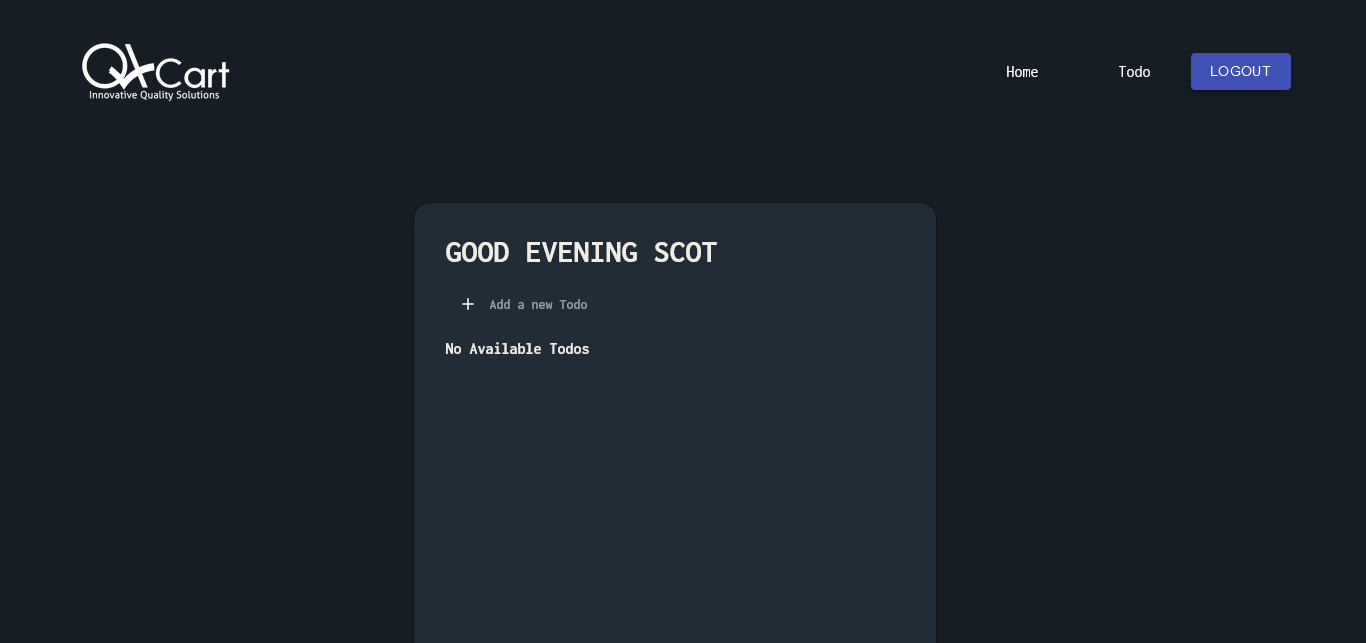 QACart
Innovative Quality Solutions
Home
Todo
LOGOUT
GOOD EVENING SCOT
Add a new Todo
No Available Todos